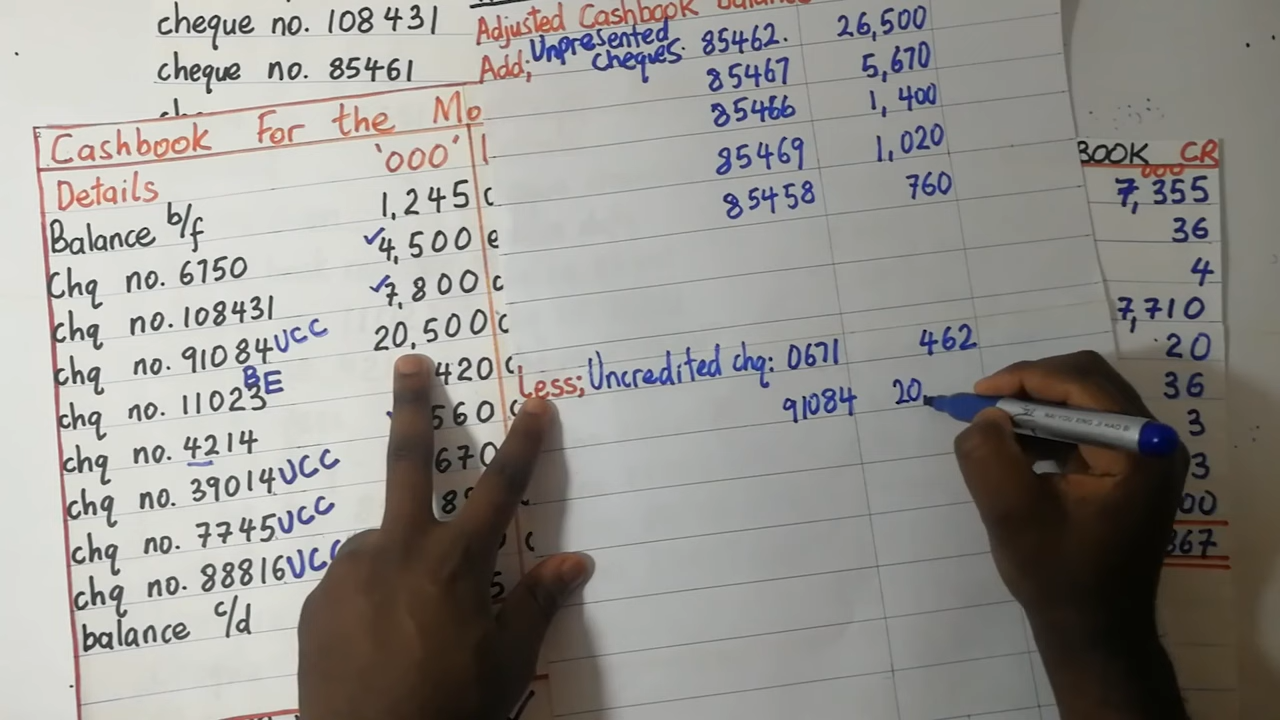 cheque no. 108431
cheque no. 85461
Cashbook For the Mo
'000'
Details
Balance b/f 1,245 c
Chq no. 6750 ✓4,500 e
chq no. 108431 ✓7,800 c
chq no. 91084 UCC 20,500 c
chq no. 11023 BE 420 c
chq no. 4214 560 c
chq no. 39014 UCC 670
chq no. 7745 UCC
chq no. 88816 UCC
balance c/d
Adjusted Cashbook
Add; Unpresented cheques. 85462. 26,500
85467 5,670
85466 1,400
85469 1,020
85458 760
Less; Uncredited chq: 0671 462
91084 20,
BOOK CR
000
7,355
36
4
7,710
20
36
3
3
00
367